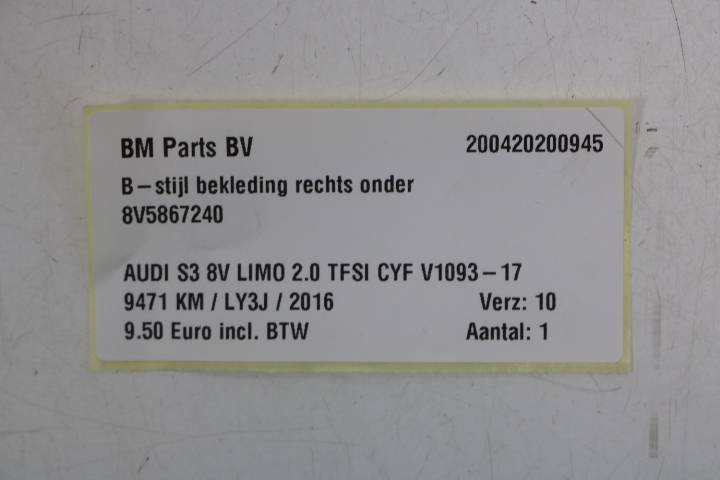 BM Parts BV 200420200945
B-stijl bekleding rechts onder
8V5867240
AUDI S3 8V LIMO 2.0 TFSI CYF V1093-17
9471 KM / LY3J / 2016 Verz: 10
9.50 Euro incl. BTW Aantal: 1